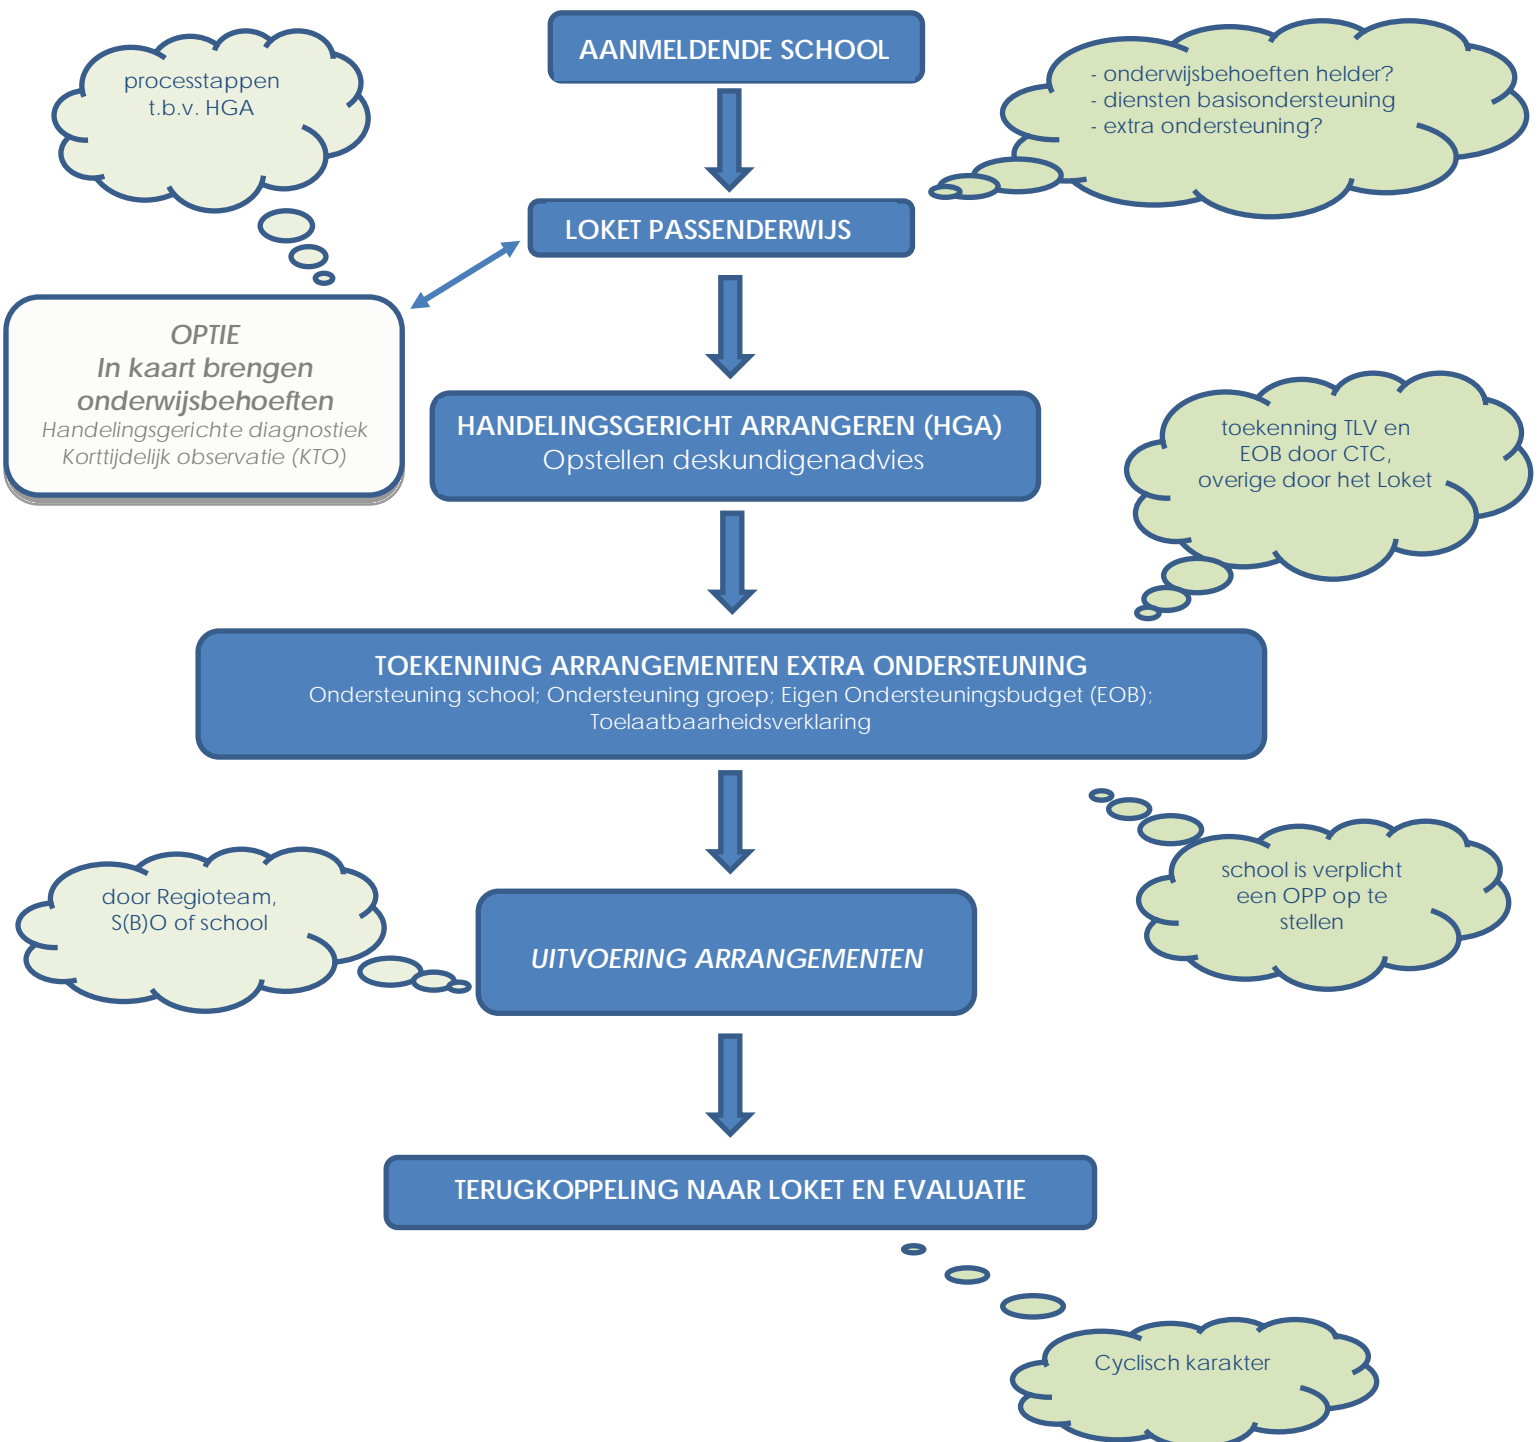 AANMELDENDE SCHOOL
processtappen
t.b.v. HGA
- onderwijsbehoeften helder?
- diensten basisondersteuning
- extra ondersteuning?
LOKET PASSENDERWIJS
OPTIE
In kaart brengen
onderwijsbehoeften
Handelingsgerichte diagnostiek
Korttijdelijk observatie (KTO)
HANDELINGSGERICHT ARRANGEREN (HGA)
Opstellen deskundigenadvies
toekenning TLV en
EOB door CTC,
overige door het Loket
TOEKENNING ARRANGEMENTEN EXTRA ONDERSTEUNING
Ondersteuning school; Ondersteuning groep; Eigen Ondersteuningsbudget (EOB);
Toelaatbaarheidsverklaring
school is verplicht
een OPP op te
stellen
door Regioteam,
S(B)O of school
UITVOERING ARRANGEMENTEN
TERUGKOPPELING NAAR LOKET EN EVALUATIE
Cyclisch karakter